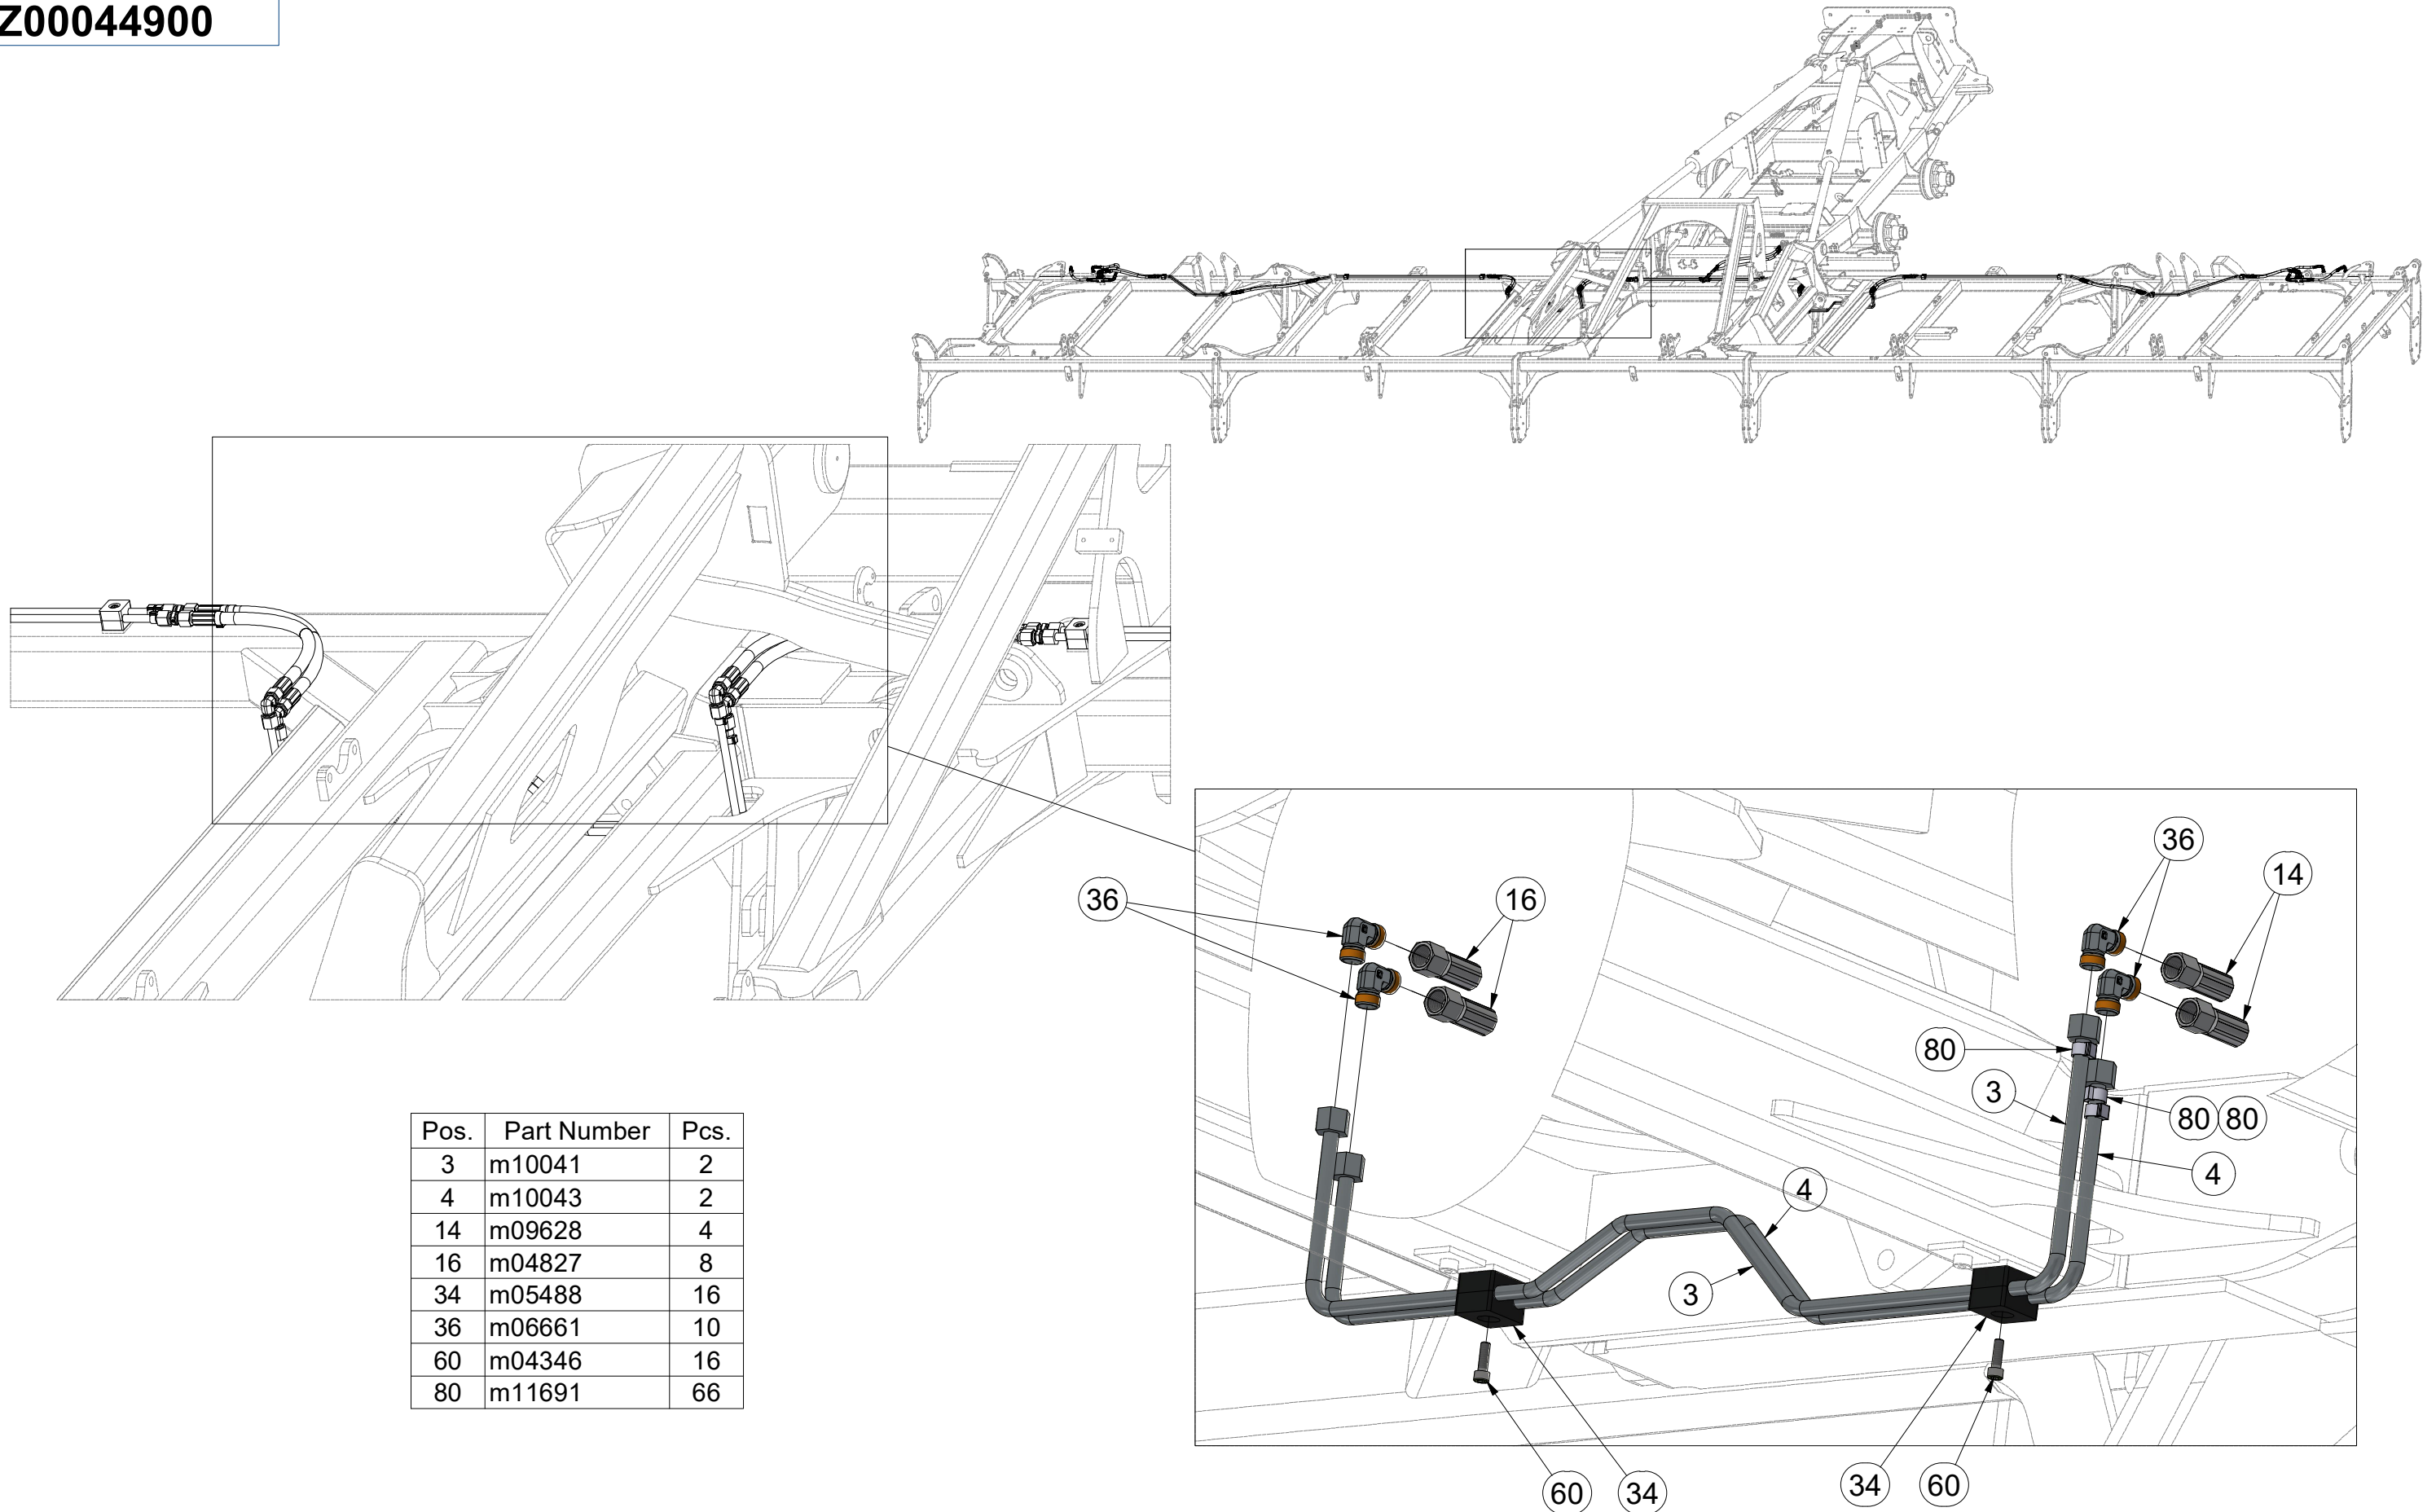 Z00044900
36
14
36
16
80
3
80 80
4
4
3
Pos. Part Number Pcs.
3 m10041 2
4 m10043 2
14 m09628 4
16 m04827 8
34 m05488 16
36 m06661 10
60 m04346 16
80 m11691 66
60
34
34
60